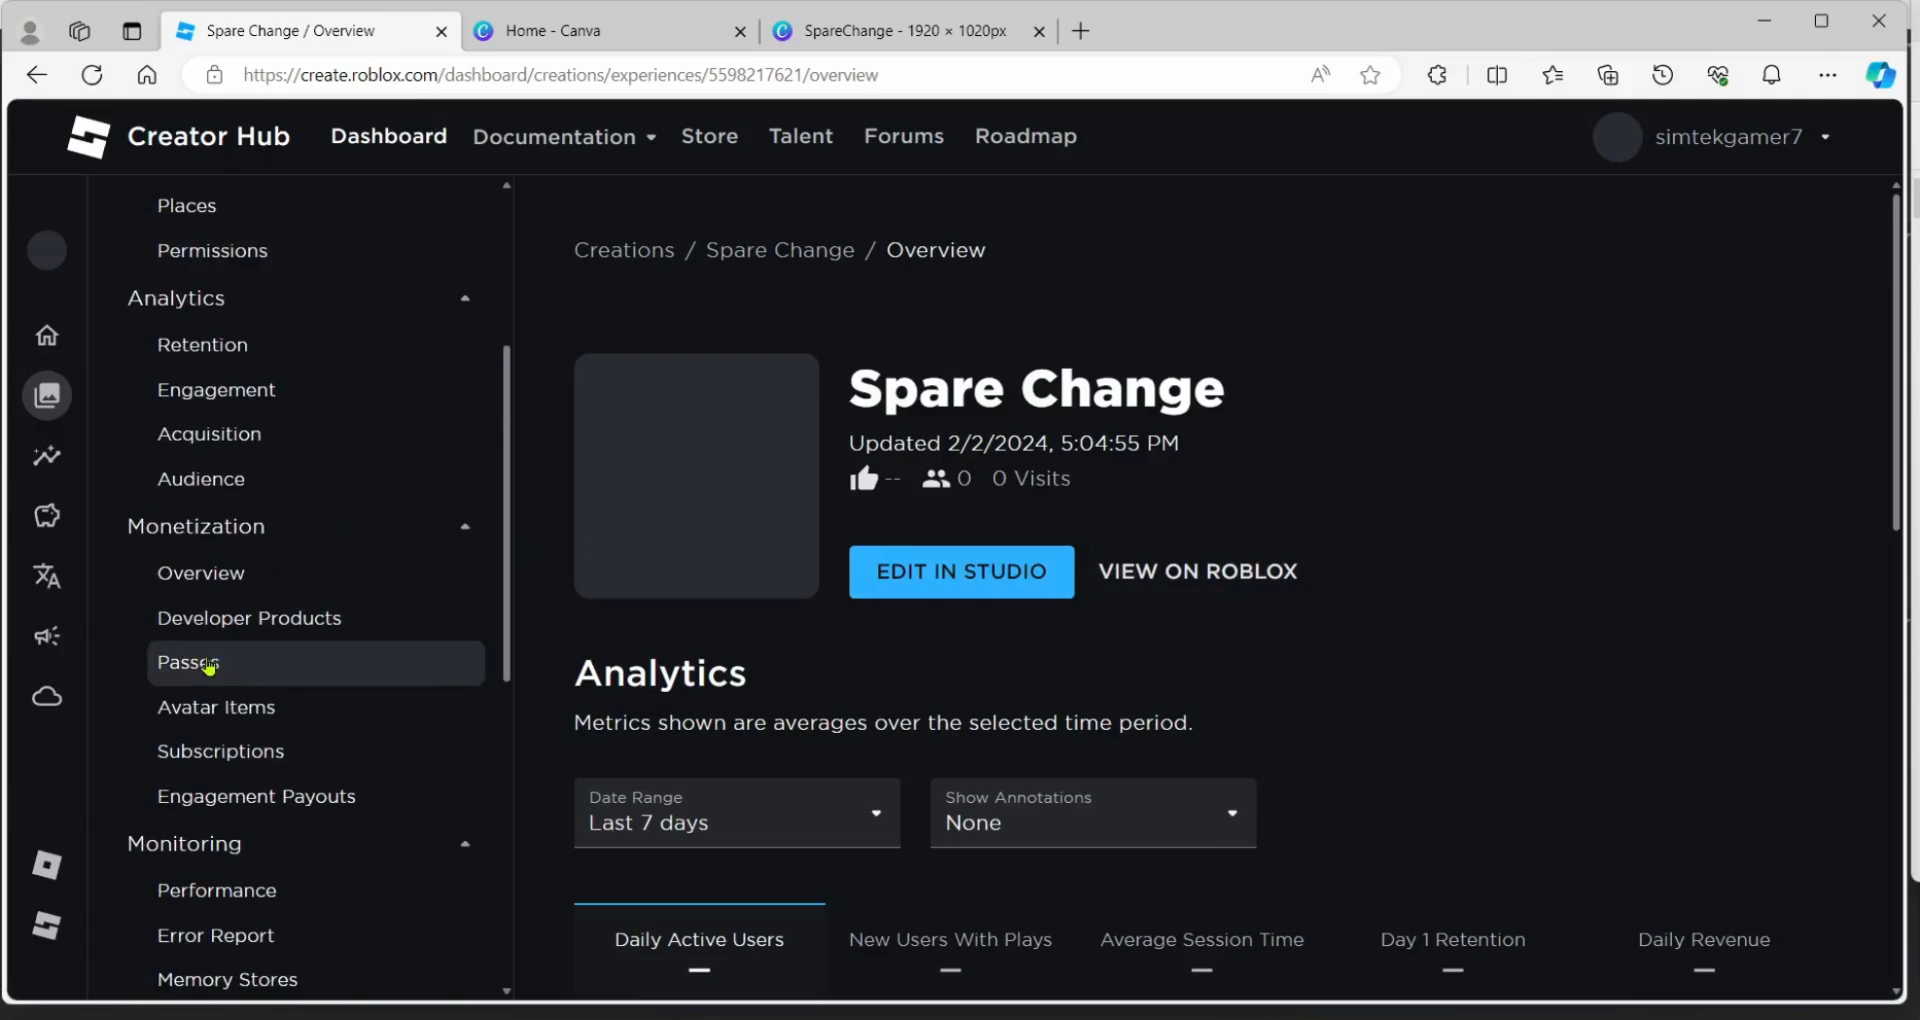 Spare Change / Overview
Home - Canva
SpareChange - 1920 × 1020px
https://create.roblox.com/dashboard/creations/experiences/5598217621/overview
Creator Hub
Dashboard
Documentation
Store
Talent
Forums
Roadmap
simtekgamer7
Places
Permissions
Analytics
Retention
Engagement
Acquisition
Audience
Monetization
Overview
Developer Products
Passes
Avatar Items
Subscriptions
Engagement Payouts
Monitoring
Performance
Error Report
Memory Stores
Creations / Spare Change / Overview
Spare Change
Updated 2/2/2024, 5:04:55 PM
-- 0 0 Visits
EDIT IN STUDIO
VIEW ON ROBLOX
Analytics
Metrics shown are averages over the selected time period.
Date Range
Last 7 days
Show Annotations
None
Daily Active Users
—
New Users With Plays
—
Average Session Time
—
Day 1 Retention
—
Daily Revenue
—